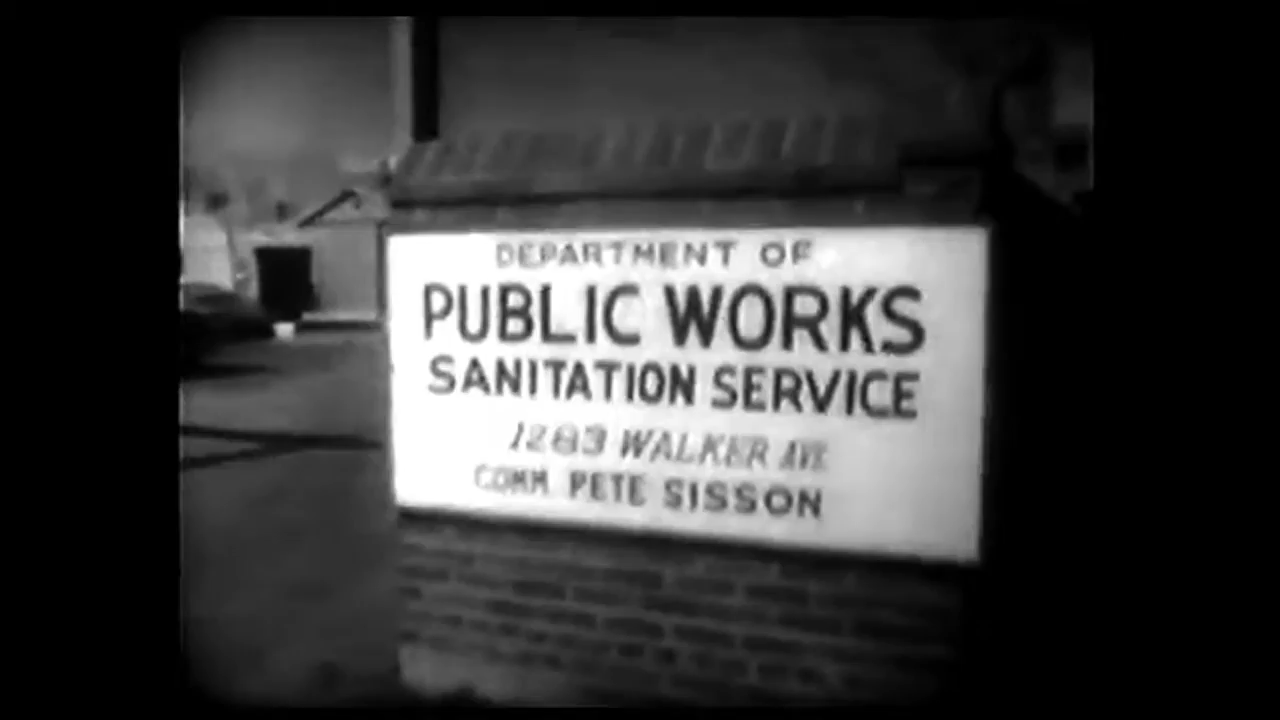 DEPARTMENT OF
PUBLIC WORKS
SANITATION SERVICE
1283 WALKER AVE
COMM. PETE SISSON